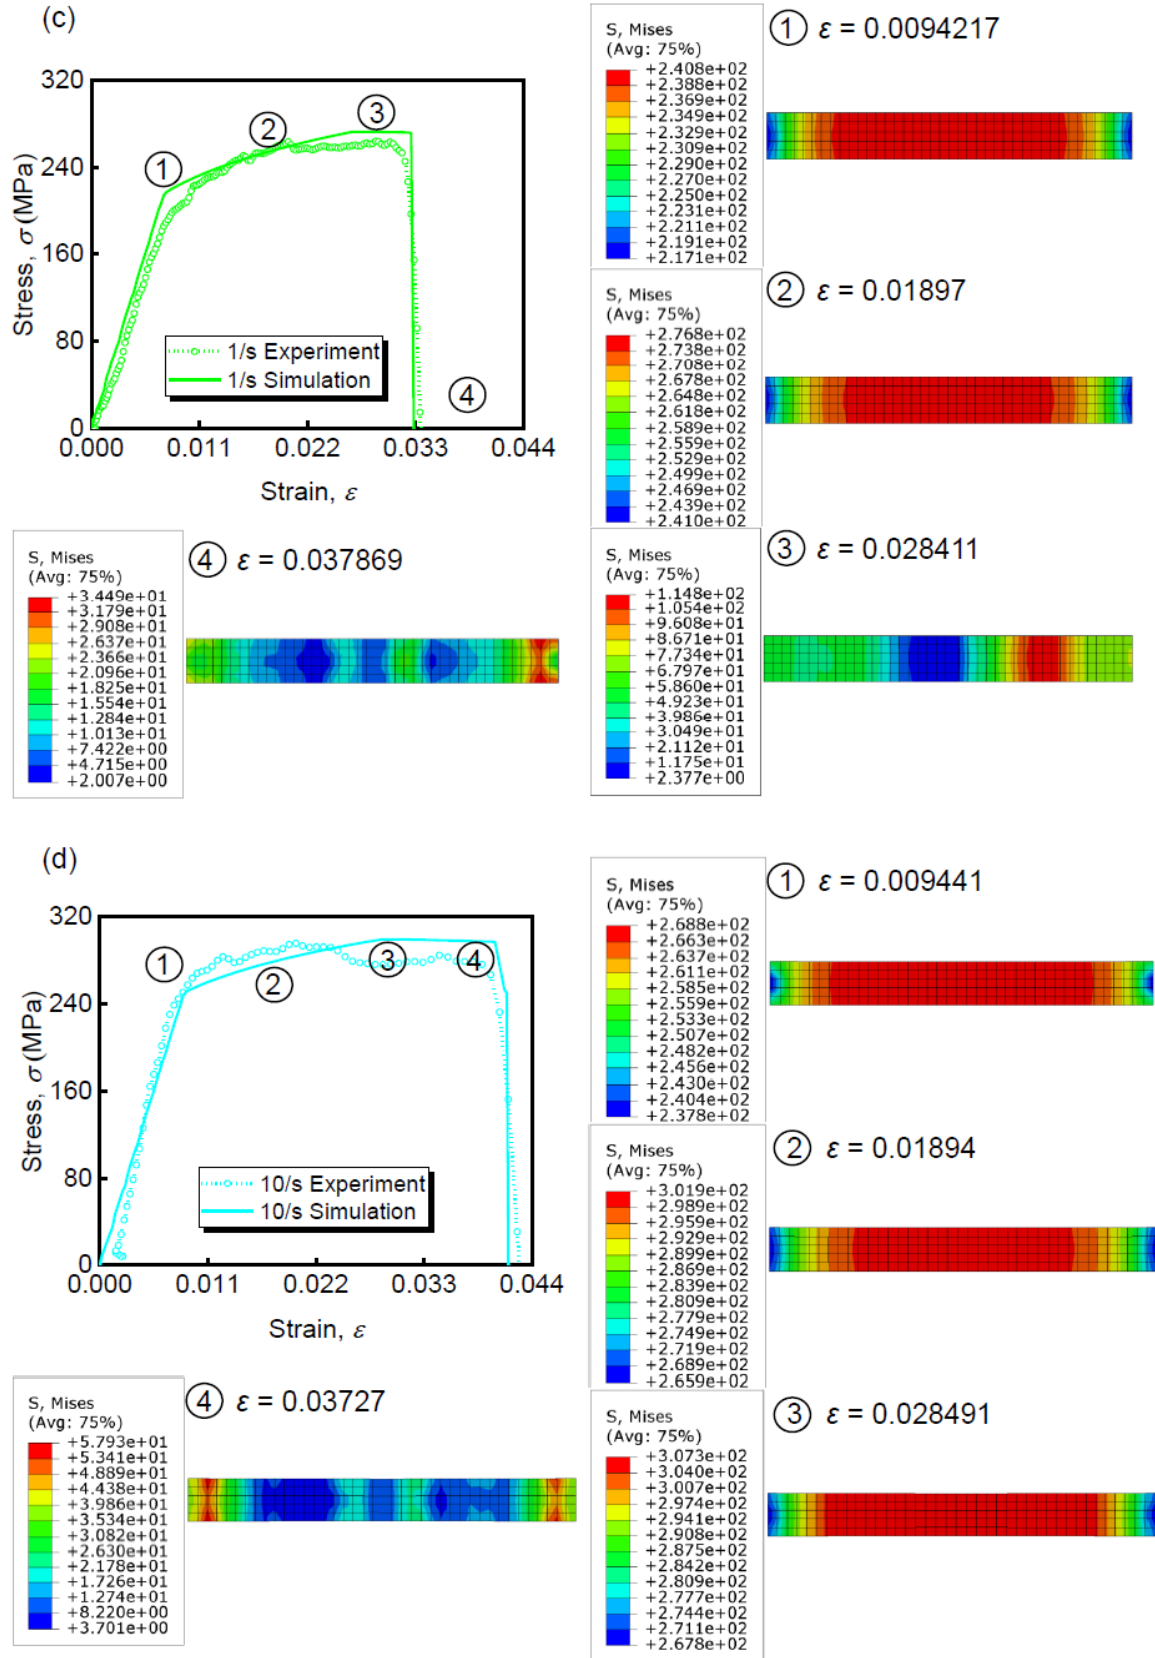 (c)
320
240
160
80
0
0.000
0.011
0.022
0.033
0.044
Stress, σ (MPa)
Strain, ε
1
2
3
4
1/s Experiment
1/s Simulation
S, Mises
(Avg: 75%)
+2.408e+02
+2.388e+02
+2.369e+02
+2.349e+02
+2.329e+02
+2.309e+02
+2.290e+02
+2.270e+02
+2.250e+02
+2.231e+02
+2.211e+02
+2.191e+02
+2.171e+02
1 ε = 0.0094217
S, Mises
(Avg: 75%)
+2.768e+02
+2.738e+02
+2.708e+02
+2.678e+02
+2.648e+02
+2.618e+02
+2.589e+02
+2.559e+02
+2.529e+02
+2.499e+02
+2.469e+02
+2.439e+02
+2.410e+02
2 ε = 0.01897
S, Mises
(Avg: 75%)
+3.449e+01
+3.179e+01
+2.908e+01
+2.637e+01
+2.366e+01
+2.096e+01
+1.825e+01
+1.554e+01
+1.284e+01
+1.013e+01
+7.422e+00
+4.715e+00
+2.007e+00
4 ε = 0.037869
S, Mises
(Avg: 75%)
+1.148e+02
+1.054e+02
+9.608e+01
+8.671e+01
+7.734e+01
+6.797e+01
+5.860e+01
+4.923e+01
+3.986e+01
+3.049e+01
+2.112e+01
+1.175e+01
+2.377e+00
3 ε = 0.028411
(d)
320
240
160
80
0
0.000
0.011
0.022
0.033
0.044
Stress, σ (MPa)
Strain, ε
1
2
3
4
10/s Experiment
10/s Simulation
S, Mises
(Avg: 75%)
+2.688e+02
+2.663e+02
+2.637e+02
+2.611e+02
+2.585e+02
+2.559e+02
+2.533e+02
+2.507e+02
+2.482e+02
+2.456e+02
+2.430e+02
+2.404e+02
+2.378e+02
1 ε = 0.009441
S, Mises
(Avg: 75%)
+3.019e+02
+2.989e+02
+2.959e+02
+2.929e+02
+2.899e+02
+2.869e+02
+2.839e+02
+2.809e+02
+2.779e+02
+2.749e+02
+2.719e+02
+2.689e+02
+2.659e+02
2 ε = 0.01894
S, Mises
(Avg: 75%)
+5.793e+01
+5.341e+01
+4.889e+01
+4.438e+01
+3.986e+01
+3.534e+01
+3.082e+01
+2.630e+01
+2.178e+01
+1.726e+01
+1.274e+01
+8.220e+00
+3.701e+00
4 ε = 0.03727
S, Mises
(Avg: 75%)
+3.073e+02
+3.040e+02
+3.007e+02
+2.974e+02
+2.941e+02
+2.908e+02
+2.875e+02
+2.842e+02
+2.809e+02
+2.777e+02
+2.744e+02
+2.711e+02
+2.678e+02
3 ε = 0.028491